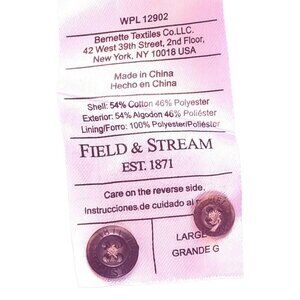 WPL 12902
Bernette Textiles Co.LLC.
42 West 39th Street, 2nd Floor,
New York, NY 10018 USA
Made in China
Hecho en China
Shell: 54% Cotton 46% Polyester
Exterior: 54% Algodon 46% Poliéster
Lining/Forro: 100% Polyester/Poliéster
FIELD & STREAM
EST. 1871
Care on the reverse side.
Instrucciones de cuidado al
LARGE
GRANDE G